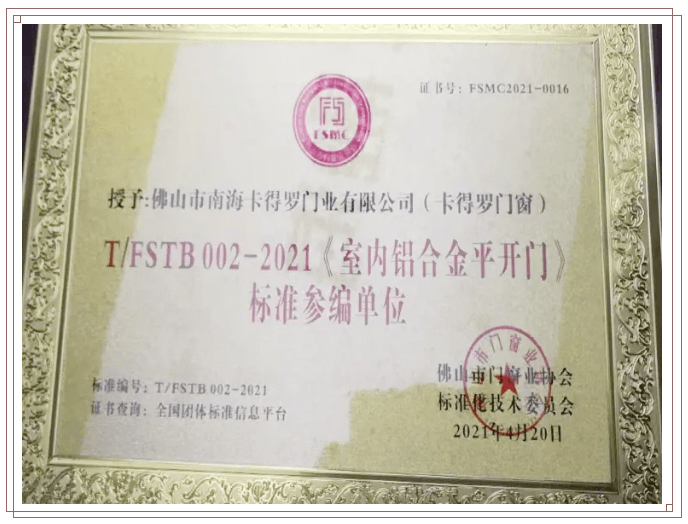 证书号：FSMC2021-0016
FSMC
授予:佛山市南海卡得罗门业有限公司（卡得罗门窗）
T/FSTB 002-2021《室内铝合金平开门》
标准参编单位
标准编号：T/FSTB 002-2021
证书查询：全国团体标准信息平台
佛山市门窗业协会
标准化技术委员会
2021年4月20日